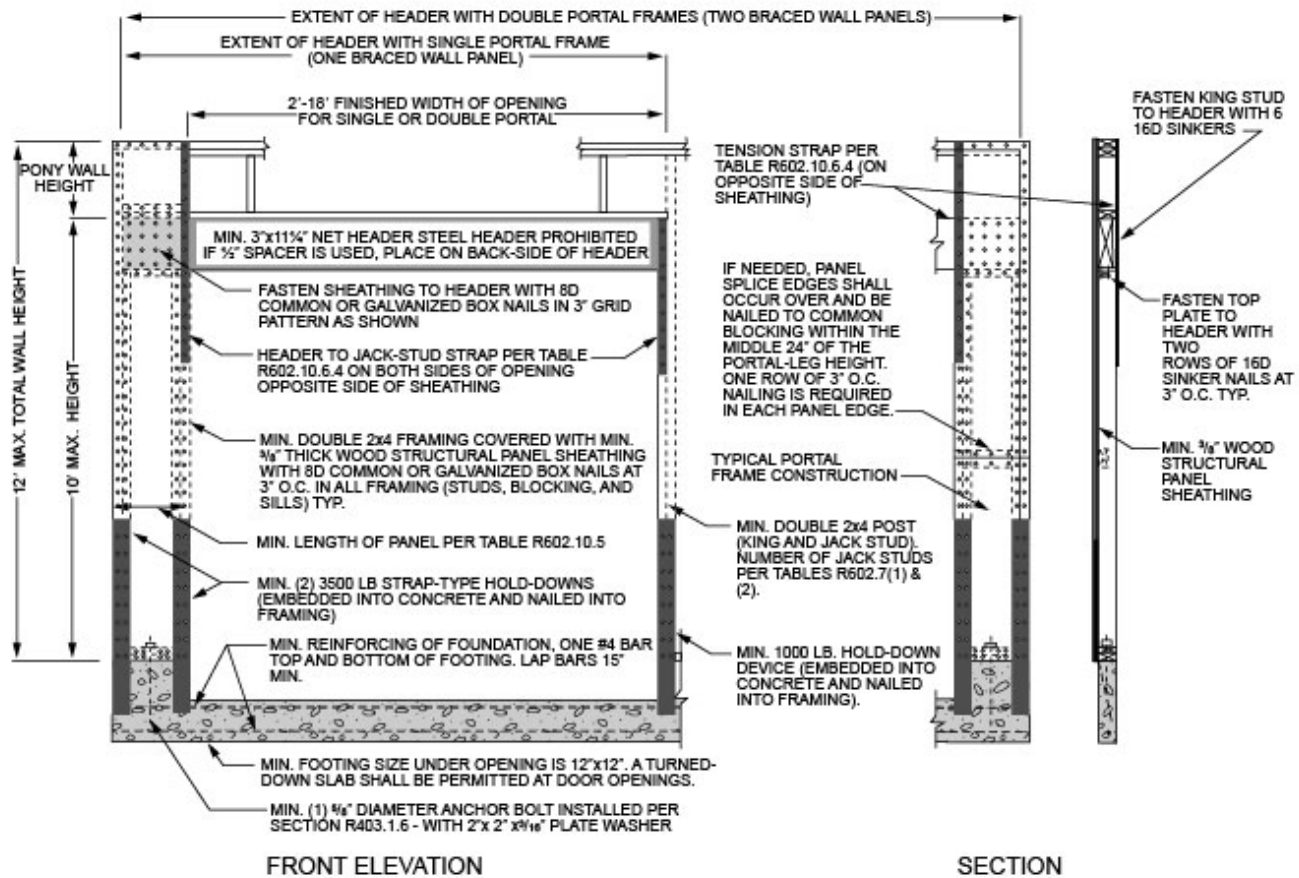 EXTENT OF HEADER WITH DOUBLE PORTAL FRAMES (TWO BRACED WALL PANELS)
EXTENT OF HEADER WITH SINGLE PORTAL FRAME
(ONE BRACED WALL PANEL)
2'-18' FINISHED WIDTH OF OPENING
FOR SINGLE OR DOUBLE PORTAL
PONY WALL
HEIGHT
12' MAX. TOTAL WALL HEIGHT
10' MAX. HEIGHT
MIN. 3"x11¼" NET HEADER STEEL HEADER PROHIBITED
IF ½" SPACER IS USED, PLACE ON BACK-SIDE OF HEADER
FASTEN SHEATHING TO HEADER WITH 8D
COMMON OR GALVANIZED BOX NAILS IN 3" GRID
PATTERN AS SHOWN
HEADER TO JACK-STUD STRAP PER TABLE
R602.10.6.4 ON BOTH SIDES OF OPENING
OPPOSITE SIDE OF SHEATHING
MIN. DOUBLE 2x4 FRAMING COVERED WITH MIN.
⅜" THICK WOOD STRUCTURAL PANEL SHEATHING
WITH 8D COMMON OR GALVANIZED BOX NAILS AT
3" O.C. IN ALL FRAMING (STUDS, BLOCKING, AND
SILLS) TYP.
MIN. LENGTH OF PANEL PER TABLE R602.10.5
MIN. (2) 3500 LB STRAP-TYPE HOLD-DOWNS
(EMBEDDED INTO CONCRETE AND NAILED INTO
FRAMING)
MIN. REINFORCING OF FOUNDATION, ONE #4 BAR
TOP AND BOTTOM OF FOOTING. LAP BARS 15"
MIN.
MIN. FOOTING SIZE UNDER OPENING IS 12"x12". A TURNED-
DOWN SLAB SHALL BE PERMITTED AT DOOR OPENINGS.
MIN. (1) ⅝" DIAMETER ANCHOR BOLT INSTALLED PER
SECTION R403.1.6 - WITH 2"x 2" x3/16" PLATE WASHER
FRONT ELEVATION
TENSION STRAP PER
TABLE R602.10.6.4 (ON
OPPOSITE SIDE OF
SHEATHING)
IF NEEDED, PANEL
SPLICE EDGES SHALL
OCCUR OVER AND BE
NAILED TO COMMON
BLOCKING WITHIN THE
MIDDLE 24" OF THE
PORTAL-LEG HEIGHT.
ONE ROW OF 3" O.C.
NAILING IS REQUIRED
IN EACH PANEL EDGE.
TYPICAL PORTAL
FRAME CONSTRUCTION
MIN. DOUBLE 2x4 POST
(KING AND JACK STUD).
NUMBER OF JACK STUDS
PER TABLES R602.7(1) &
(2).
MIN. 1000 LB. HOLD-DOWN
DEVICE (EMBEDDED INTO
CONCRETE AND NAILED
INTO FRAMING).
FASTEN KING STUD
TO HEADER WITH 6
16D SINKERS
FASTEN TOP
PLATE TO
HEADER WITH
TWO
ROWS OF 16D
SINKER NAILS AT
3" O.C. TYP.
MIN. ⅜" WOOD
STRUCTURAL
PANEL
SHEATHING
SECTION